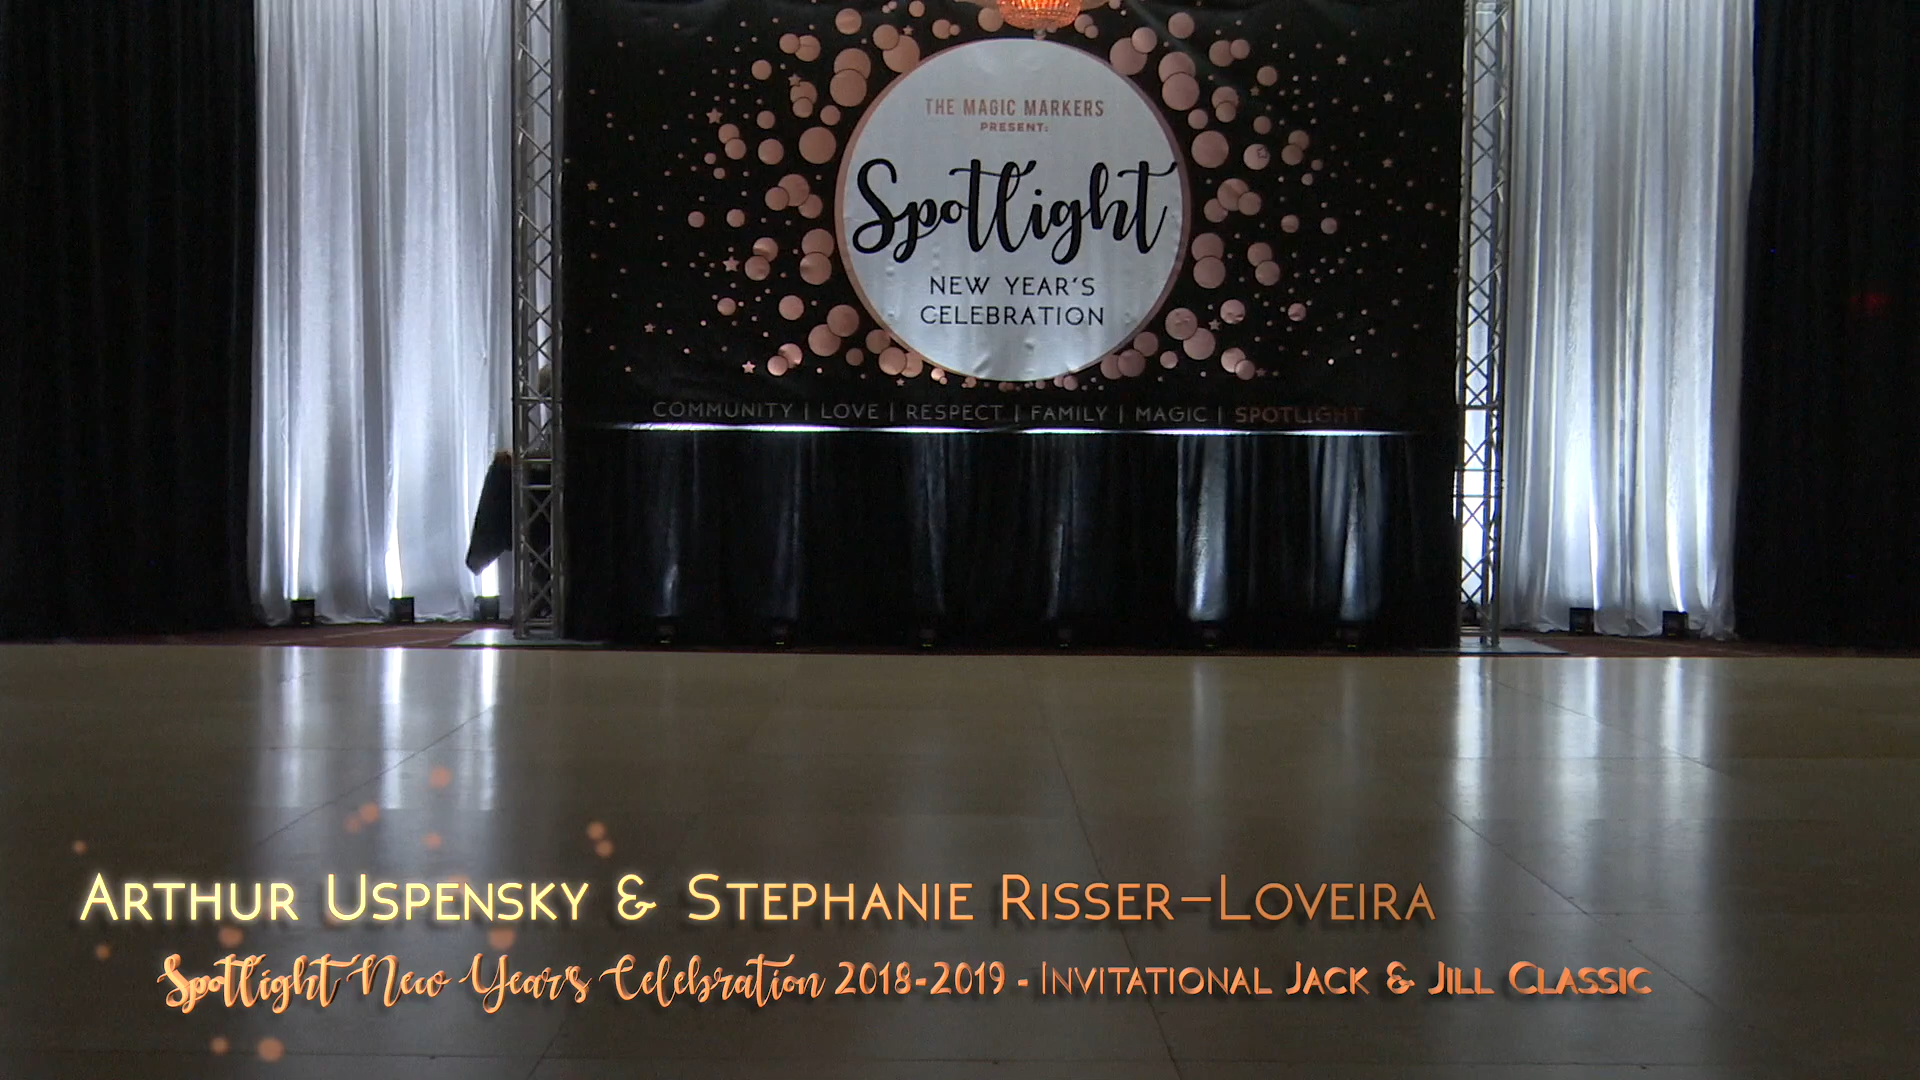 THE MAGIC MARKERS
PRESENT:
Spotlight
NEW YEAR'S
CELEBRATION
COMMUNITY | LOVE | RESPECT | FAMILY | MAGIC | SPOTLIGHT
ARTHUR USPENSKY & STEPHANIE RISSER-LOVEIRA
Spotlight New Year's Celebration 2018-2019 - INVITATIONAL JACK & JILL CLASSIC